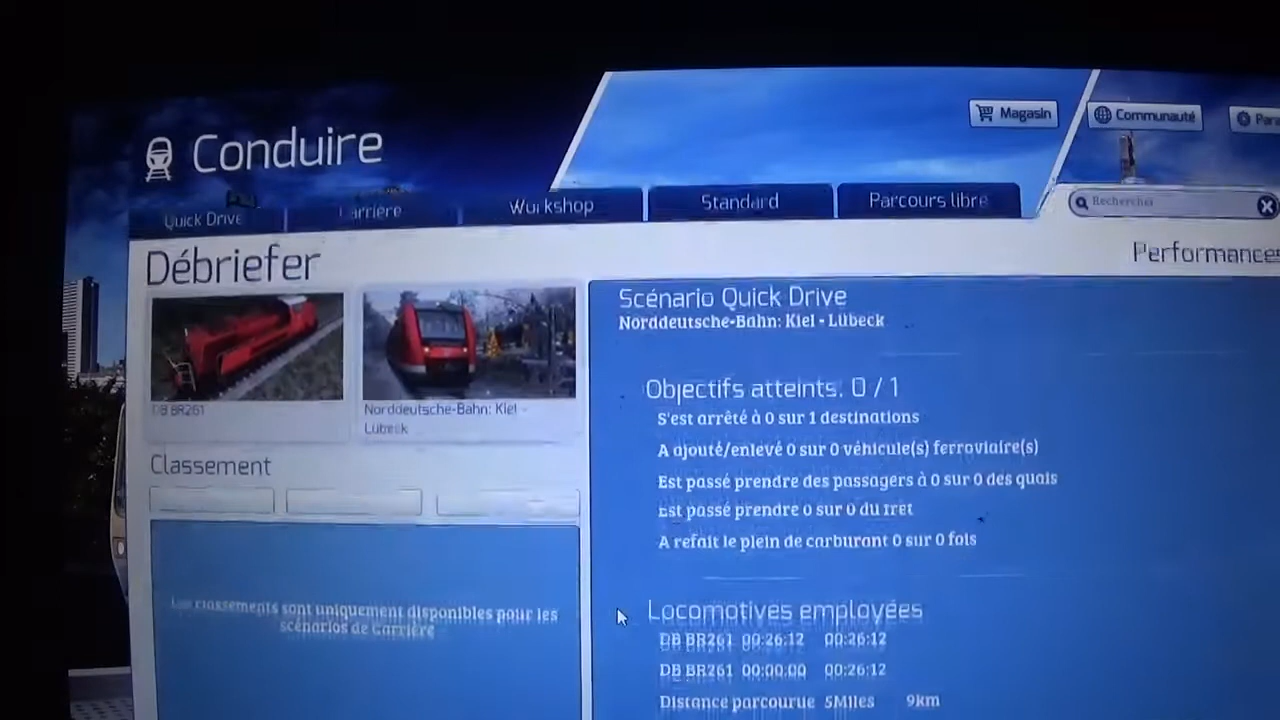 Conduire
Magasin
Communauté
Quick Drive
Carrière
Workshop
Standard
Parcours libre
Rechercher
Débriefer
Performances
DB BR261
Norddeutsche-Bahn: Kiel -
Lübeck
Classement
Les classements sont uniquement disponibles pour les
scénarios de Carrière
Scénario Quick Drive
Norddeutsche-Bahn: Kiel - Lübeck
Objectifs atteints: 0 / 1
S'est arrêté à 0 sur 1 destinations
A ajouté/enlevé 0 sur 0 véhicule(s) ferroviaire(s)
Est passé prendre des passagers à 0 sur 0 des quais
Est passé prendre 0 sur 0 du fret
A refait le plein de carburant 0 sur 0 fois
Locomotives employées
DB BR261 00:26:12 00:26:12
DB BR261 00:00:00 00:26:12
Distance parcourue 5Miles 9km